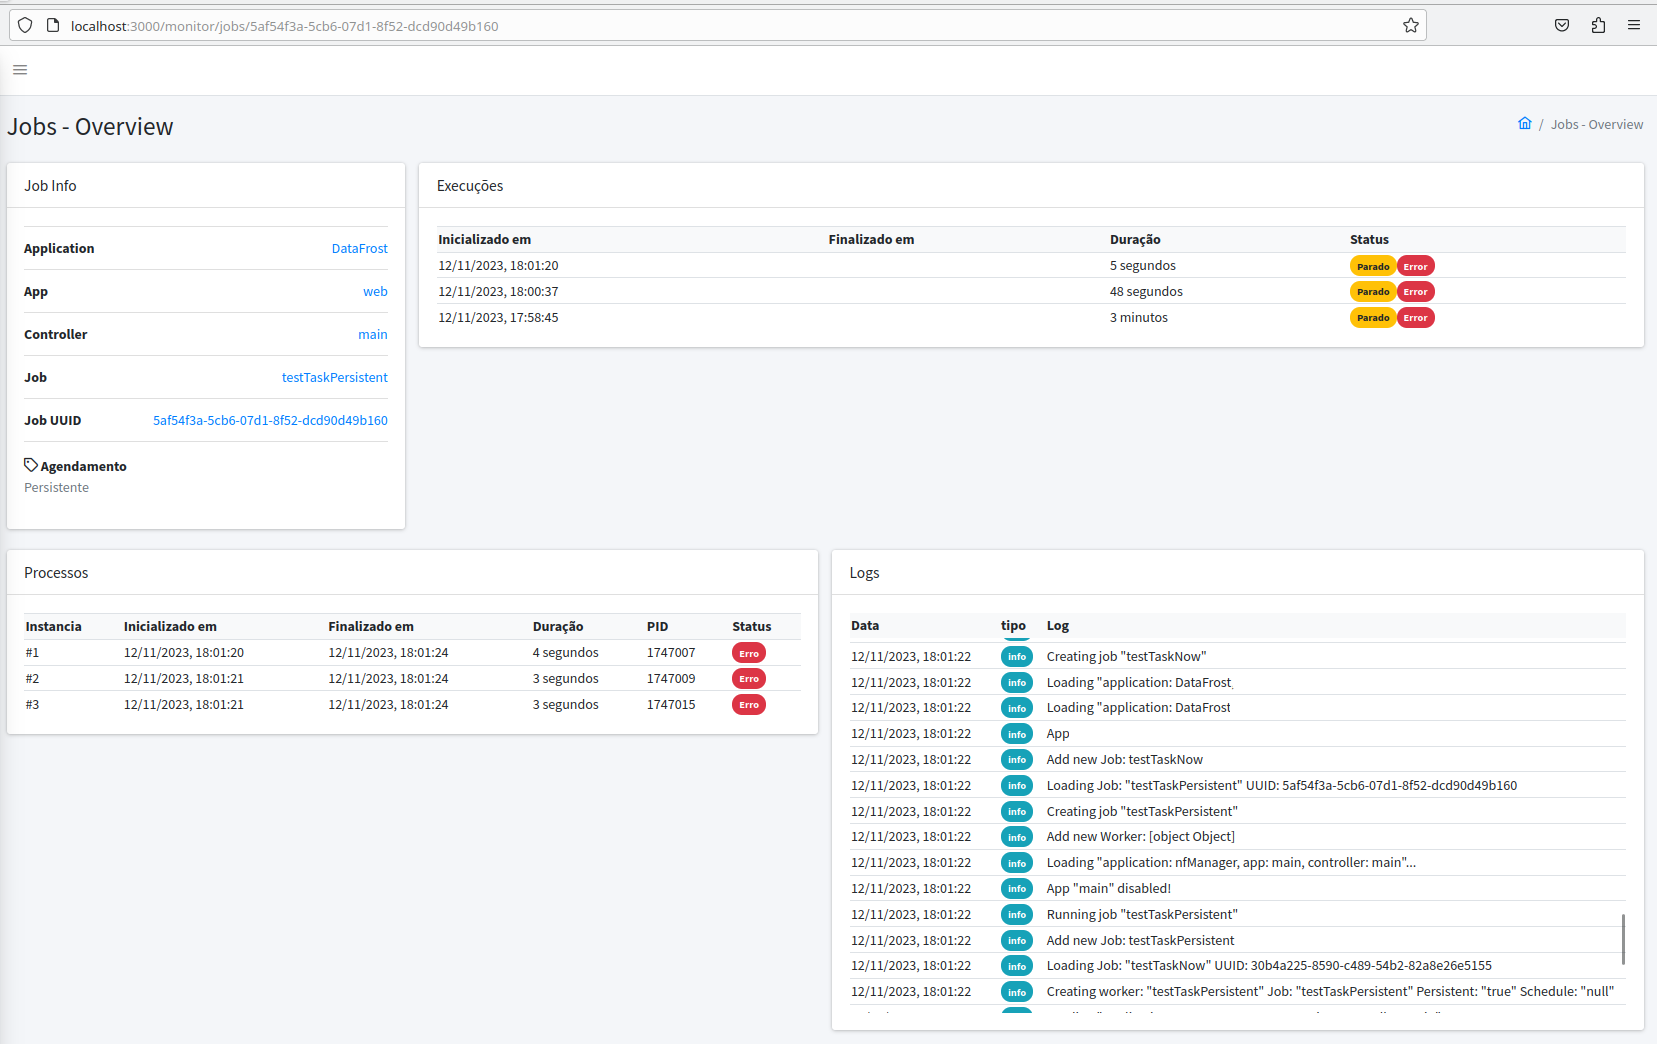 localhost:3000/monitor/jobs/5af54f3a-5cb6-07d1-8f52-dcd90d49b160
Jobs - Overview
/ Jobs - Overview
Job Info
Application DataFrost
App web
Controller main
Job testTaskPersistent
Job UUID 5af54f3a-5cb6-07d1-8f52-dcd90d49b160
Agendamento
Persistente
Execuções
Inicializado em Finalizado em Duração Status
12/11/2023, 18:01:20 5 segundos Parado Error
12/11/2023, 18:00:37 48 segundos Parado Error
12/11/2023, 17:58:45 3 minutos Parado Error
Processos
Instancia Inicializado em Finalizado em Duração PID Status
#1 12/11/2023, 18:01:20 12/11/2023, 18:01:24 4 segundos 1747007 Erro
#2 12/11/2023, 18:01:21 12/11/2023, 18:01:24 3 segundos 1747009 Erro
#3 12/11/2023, 18:01:21 12/11/2023, 18:01:24 3 segundos 1747015 Erro
Logs
Data tipo Log
12/11/2023, 18:01:22 info Creating job "testTaskNow"
12/11/2023, 18:01:22 info Loading "application: DataFrost
12/11/2023, 18:01:22 info Loading "application: DataFrost
12/11/2023, 18:01:22 info App
12/11/2023, 18:01:22 info Add new Job: testTaskNow
12/11/2023, 18:01:22 info Loading Job: "testTaskPersistent" UUID: 5af54f3a-5cb6-07d1-8f52-dcd90d49b160
12/11/2023, 18:01:22 info Creating job "testTaskPersistent"
12/11/2023, 18:01:22 info Add new Worker: [object Object]
12/11/2023, 18:01:22 info Loading "application: nfManager, app: main, controller: main"...
12/11/2023, 18:01:22 info App "main" disabled!
12/11/2023, 18:01:22 info Running job "testTaskPersistent"
12/11/2023, 18:01:22 info Add new Job: testTaskPersistent
12/11/2023, 18:01:22 info Loading Job: "testTaskNow" UUID: 30b4a225-8590-c489-54b2-82a8e26e5155
12/11/2023, 18:01:22 info Creating worker: "testTaskPersistent" Job: "testTaskPersistent" Persistent: "true" Schedule: "null"